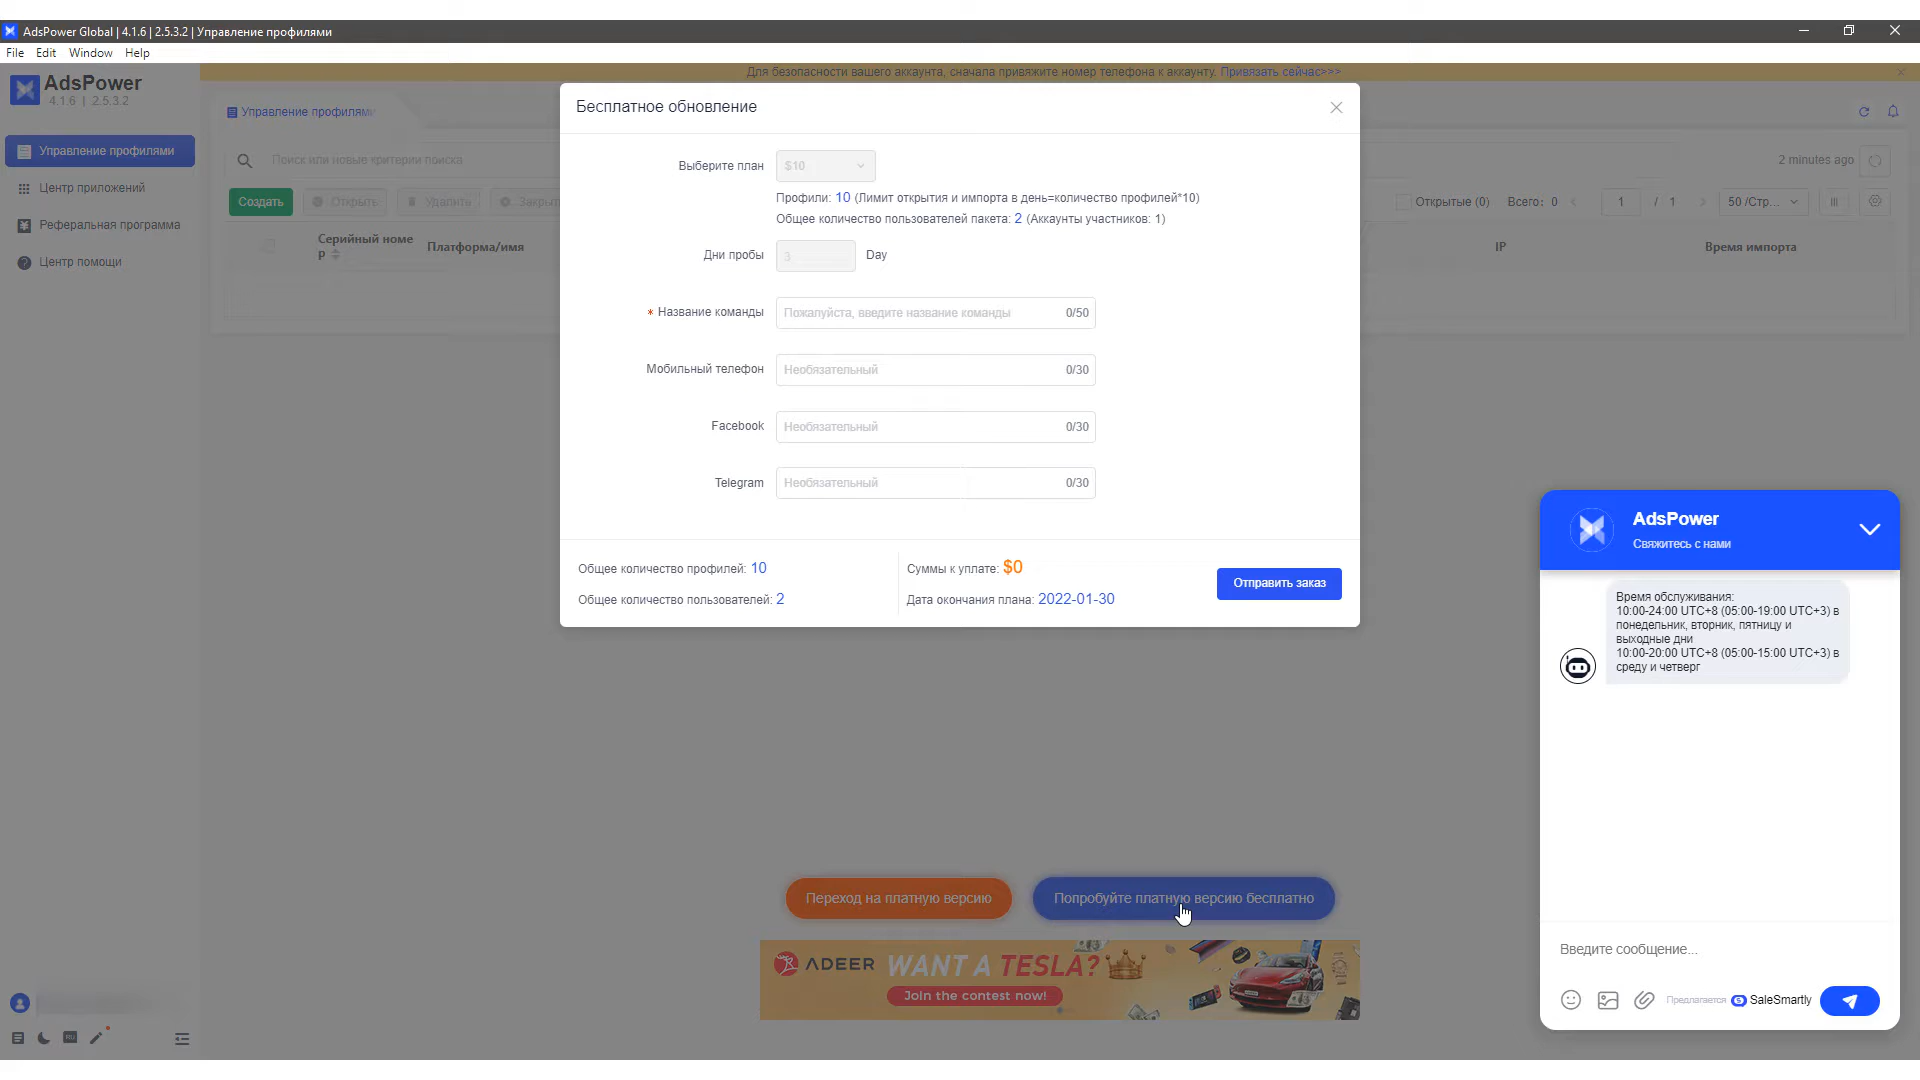 AdsPower Global | 4.1.6 | 2.5.3.2 | Управление профилями
File Edit Window Help
AdsPower
4.1.6 | 2.5.3.2
Для безопасности вашего аккаунта, сначала привяжите номер телефона к аккаунту. Привязать сейчас>>>
Управление профилями
Центр приложений
Реферальная программа
Центр помощи
Управление профилями
Поиск или новые критерии поиска
2 minutes ago
Создать
Открыть
Удалить
Закрыть
Открытые (0)
Всего: 0
1 / 1
50 /Стр...
Серийный номе
р
Платформа/имя
IP
Время импорта
Бесплатное обновление
Выберите план
$10
Профили: 10 (Лимит открытия и импорта в день=количество профилей*10)
Общее количество пользователей пакета: 2 (Аккаунты участников: 1)
Дни пробы
3
Day
* Название команды
Пожалуйста, введите название команды
0/50
Мобильный телефон
Необязательный
0/30
Facebook
Необязательный
0/30
Telegram
Необязательный
0/30
Общее количество профилей: 10
Общее количество пользователей: 2
Суммы к уплате: $0
Дата окончания плана: 2022-01-30
Отправить заказ
Переход на платную версию
Попробуйте платную версию бесплатно
ADEER
WANT A TESLA?
Join the contest now!
AdsPower
Свяжитесь с нами
Время обслуживания:
10:00-24:00 UTC+8 (05:00-19:00 UTC+3) в
понедельник, вторник, пятницу и
выходные дни
10:00-20:00 UTC+8 (05:00-15:00 UTC+3) в
среду и четверг
Введите сообщение...
Предлагается
SaleSmartly